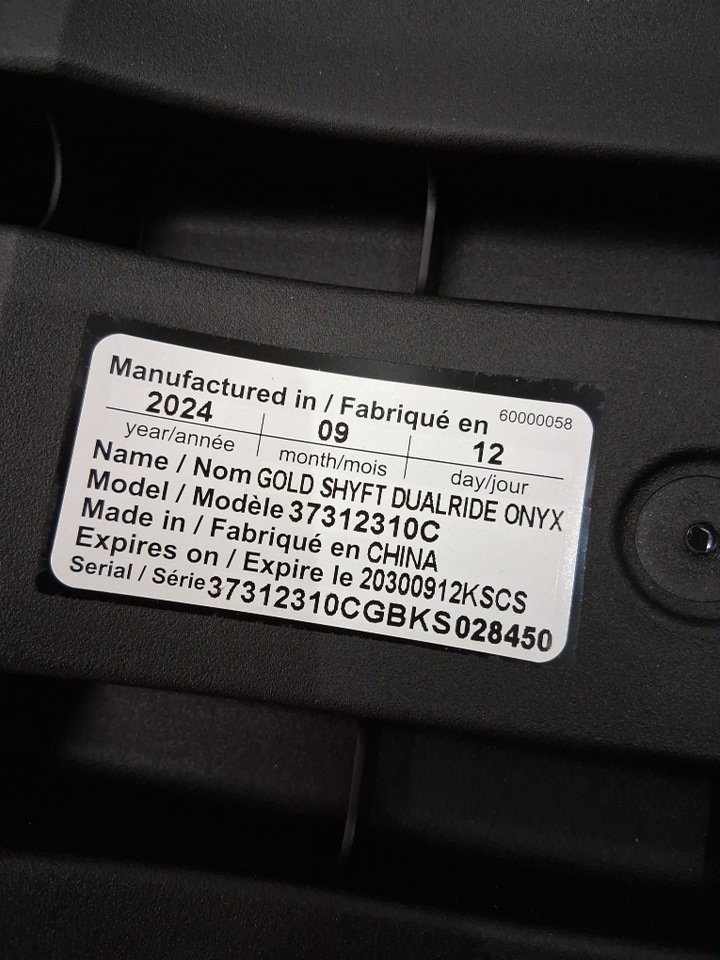 Manufactured in / Fabriqué en 60000058
2024 09 12
year/année month/mois day/jour
Name / Nom GOLD SHYFT DUALRIDE ONYX
Model / Modèle 37312310C
Made in / Fabriqué en CHINA
Expires on / Expire le 20300912KSCS
Serial / Série 37312310CGBKS028450